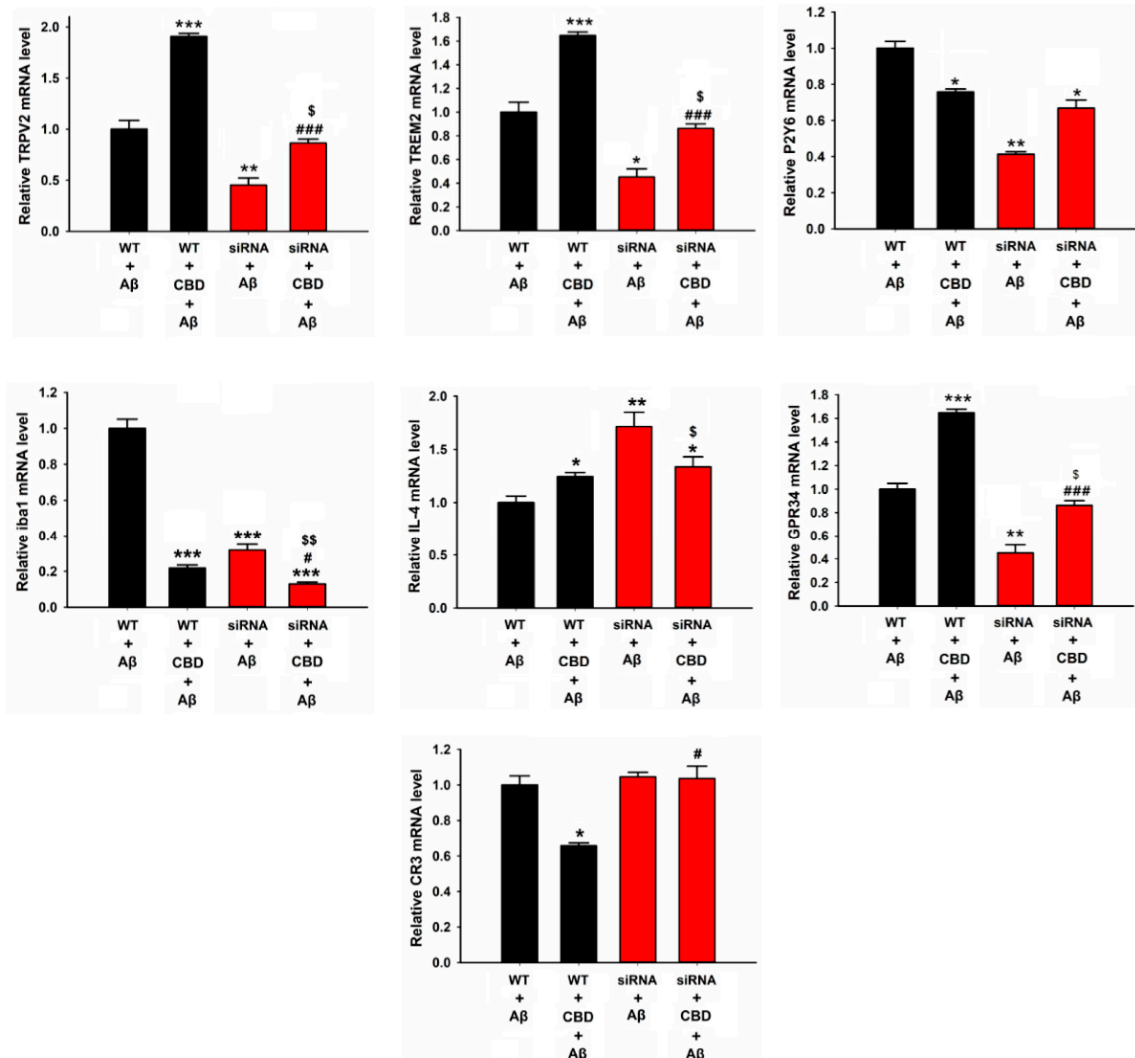 Relative TRPV2 mRNA level
2.0
1.5
1.0
0.5
0.0
***
**
$
###
WT + Aβ
WT + CBD + Aβ
siRNA + Aβ
siRNA + CBD + Aβ
Relative TREM2 mRNA level
1.8
1.6
1.4
1.2
1.0
0.8
0.6
0.4
0.2
0.0
***
*
$
###
WT + Aβ
WT + CBD + Aβ
siRNA + Aβ
siRNA + CBD + Aβ
Relative P2Y6 mRNA level
1.2
1.0
0.8
0.6
0.4
0.2
0.0
*
**
*
WT + Aβ
WT + CBD + Aβ
siRNA + Aβ
siRNA + CBD + Aβ
Relative iba1 mRNA level
1.2
1.0
0.8
0.6
0.4
0.2
0.0
***
***
$$
#
***
WT + Aβ
WT + CBD + Aβ
siRNA + Aβ
siRNA + CBD + Aβ
Relative IL-4 mRNA level
2.0
1.5
1.0
0.5
0.0
*
**
$
*
WT + Aβ
WT + CBD + Aβ
siRNA + Aβ
siRNA + CBD + Aβ
Relative GPR34 mRNA level
1.8
1.6
1.4
1.2
1.0
0.8
0.6
0.4
0.2
0.0
***
**
$
###
WT + Aβ
WT + CBD + Aβ
siRNA + Aβ
siRNA + CBD + Aβ
Relative CR3 mRNA level
1.2
1.0
0.8
0.6
0.4
0.2
0.0
*
#
WT + Aβ
WT + CBD + Aβ
siRNA + Aβ
siRNA + CBD + Aβ